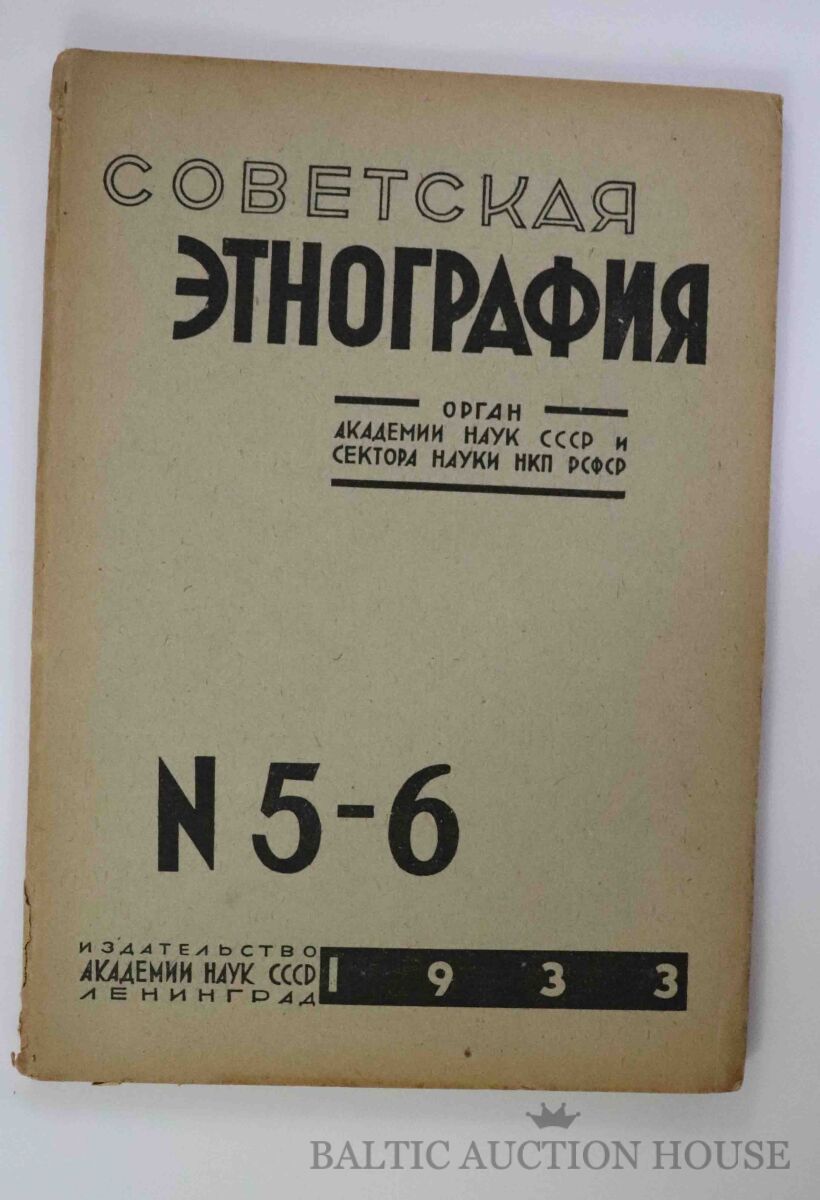 СОВЕТСКАЯ
ЭТНОГРАФИЯ
ОРГАН
АКАДЕМИИ НАУК СССР и
СЕКТОРА НАУКИ НКП РСФСР
N 5-6
ИЗДАТЕЛЬСТВО
АКАДЕМИИ НАУК СССР
ЛЕНИНГРАД
1933
BALTIC AUCTION HOUSE